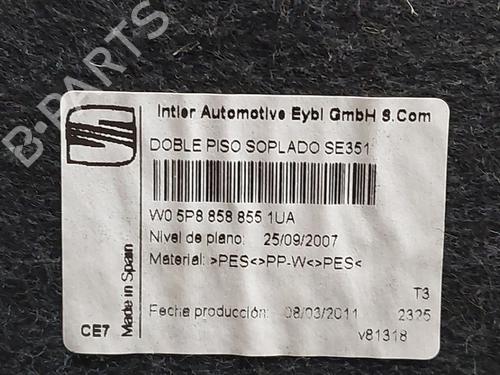 B-PARTS
Intier Automotive Eybl GmbH S.Com
DOBLE PISO SOPLADO SE351
W0 5P8 858 855 1UA
Nivel de plano: 25/09/2007
Material: >PES<>PP-W<>PES<
Fecha producción: 08/03/2011
T3
2325
v81318
CE7
Made in Spain